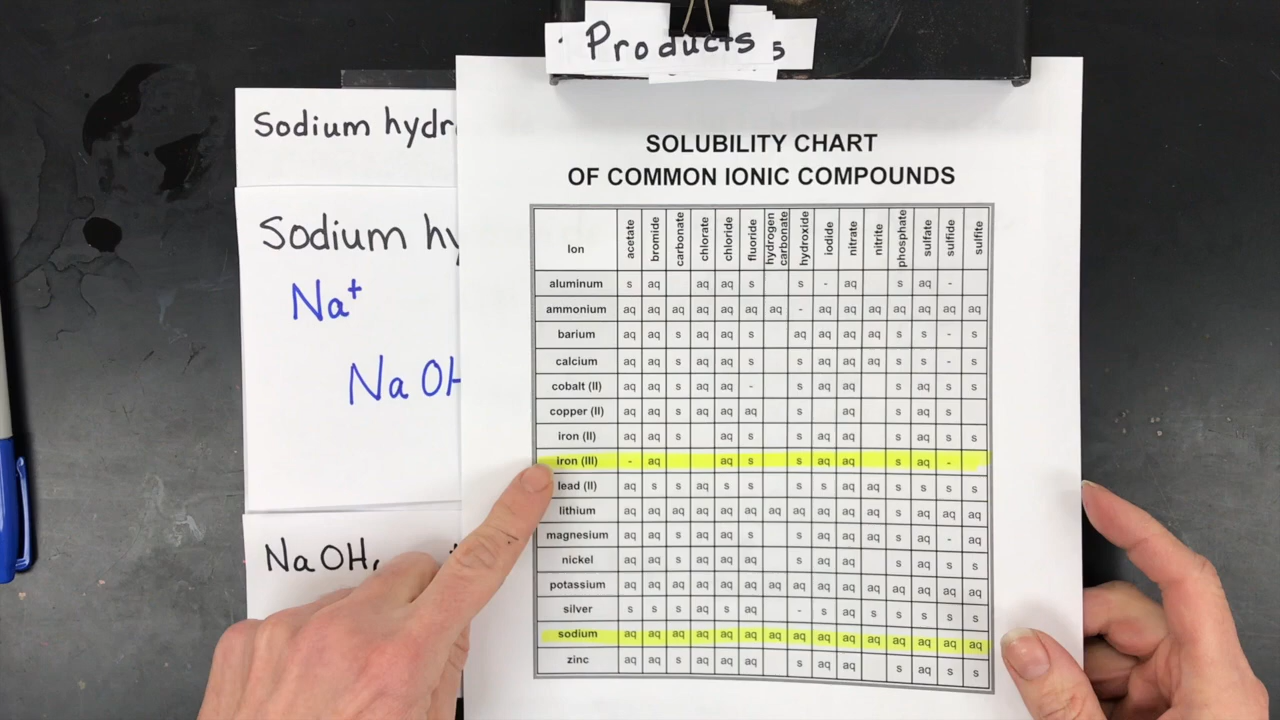 Products 5
Sodium hydr
Sodium hy
Na⁺
NaOH
NaOH
SOLUBILITY CHART
OF COMMON IONIC COMPOUNDS
Ion acetate bromide carbonate chlorate chloride fluoride hydrogen carbonate hydroxide iodide nitrate nitrite phosphate sulfate sulfide sulfite
aluminum s aq aq aq s s - aq s aq -
ammonium aq aq aq aq aq aq aq - aq aq aq aq aq aq aq
barium aq aq s aq aq s aq aq aq aq s s - s
calcium aq aq s aq aq s s aq aq aq s s - s
cobalt (II) aq aq s aq aq - s aq aq s aq s s
copper (II) aq aq s aq aq aq s aq s aq s
iron (II) aq aq s aq s s aq aq s aq s s
iron (III) - aq aq s s aq aq s aq -
lead (II) aq s s aq s s s s aq aq s s s s
lithium aq aq aq aq aq aq aq aq aq aq aq s aq aq aq
magnesium aq aq s aq aq s s aq aq aq s aq - aq
nickel aq aq s aq aq aq s aq aq s aq s s
potassium aq aq aq aq aq aq aq aq aq aq aq aq aq aq aq
silver s s s aq s aq - s aq s s s s s
sodium aq aq aq aq aq aq aq aq aq aq aq aq aq aq aq
zinc aq aq s aq aq aq s aq aq s aq s s